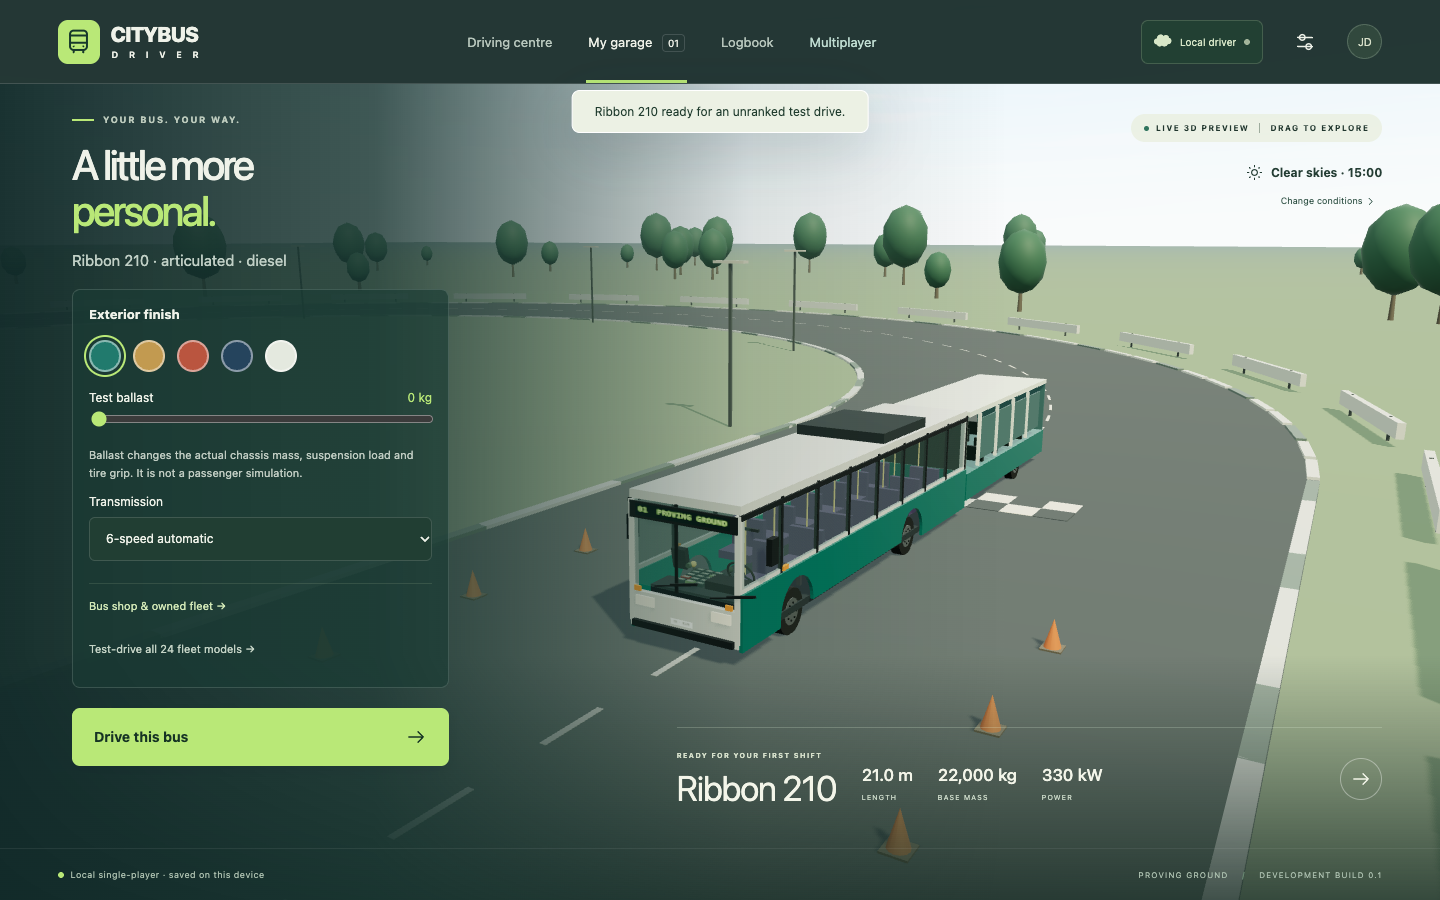 CITYBUS
DRIVER
Driving centre
My garage 01
Logbook
Multiplayer
Local driver
JD
Ribbon 210 ready for an unranked test drive.
YOUR BUS. YOUR WAY.
A little more
personal.
Ribbon 210 · articulated · diesel
LIVE 3D PREVIEW | DRAG TO EXPLORE
Clear skies · 15:00
Change conditions
Exterior finish
Test ballast 0 kg
Ballast changes the actual chassis mass, suspension load and
tire grip. It is not a passenger simulation.
Transmission
6-speed automatic
Bus shop & owned fleet →
Test-drive all 24 fleet models →
Drive this bus →
01 PROVING GROUND
READY FOR YOUR FIRST SHIFT
Ribbon 210
21.0 m
LENGTH
22,000 kg
BASE MASS
330 kW
POWER
Local single-player · saved on this device
PROVING GROUND / DEVELOPMENT BUILD 0.1